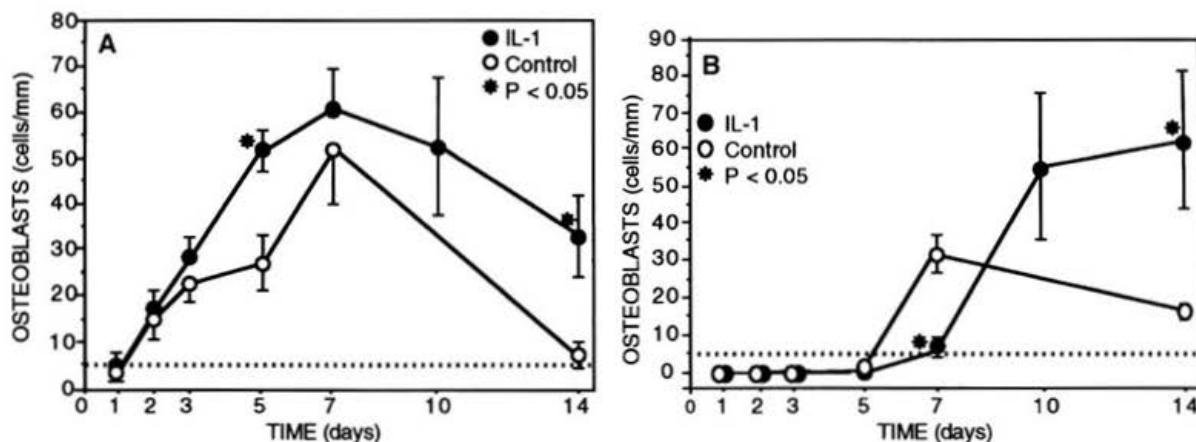 A
IL-1
Control
* P < 0.05
OSTEOBLASTS (cells/mm)
80
70
60
50
40
30
20
10
0
0 1 2 3 5 7 10 14
TIME (days)
B
IL-1
Control
* P < 0.05
OSTEOBLASTS (cells/mm)
90
80
70
60
50
40
30
20
10
0
0 1 2 3 5 7 10 14
TIME (days)